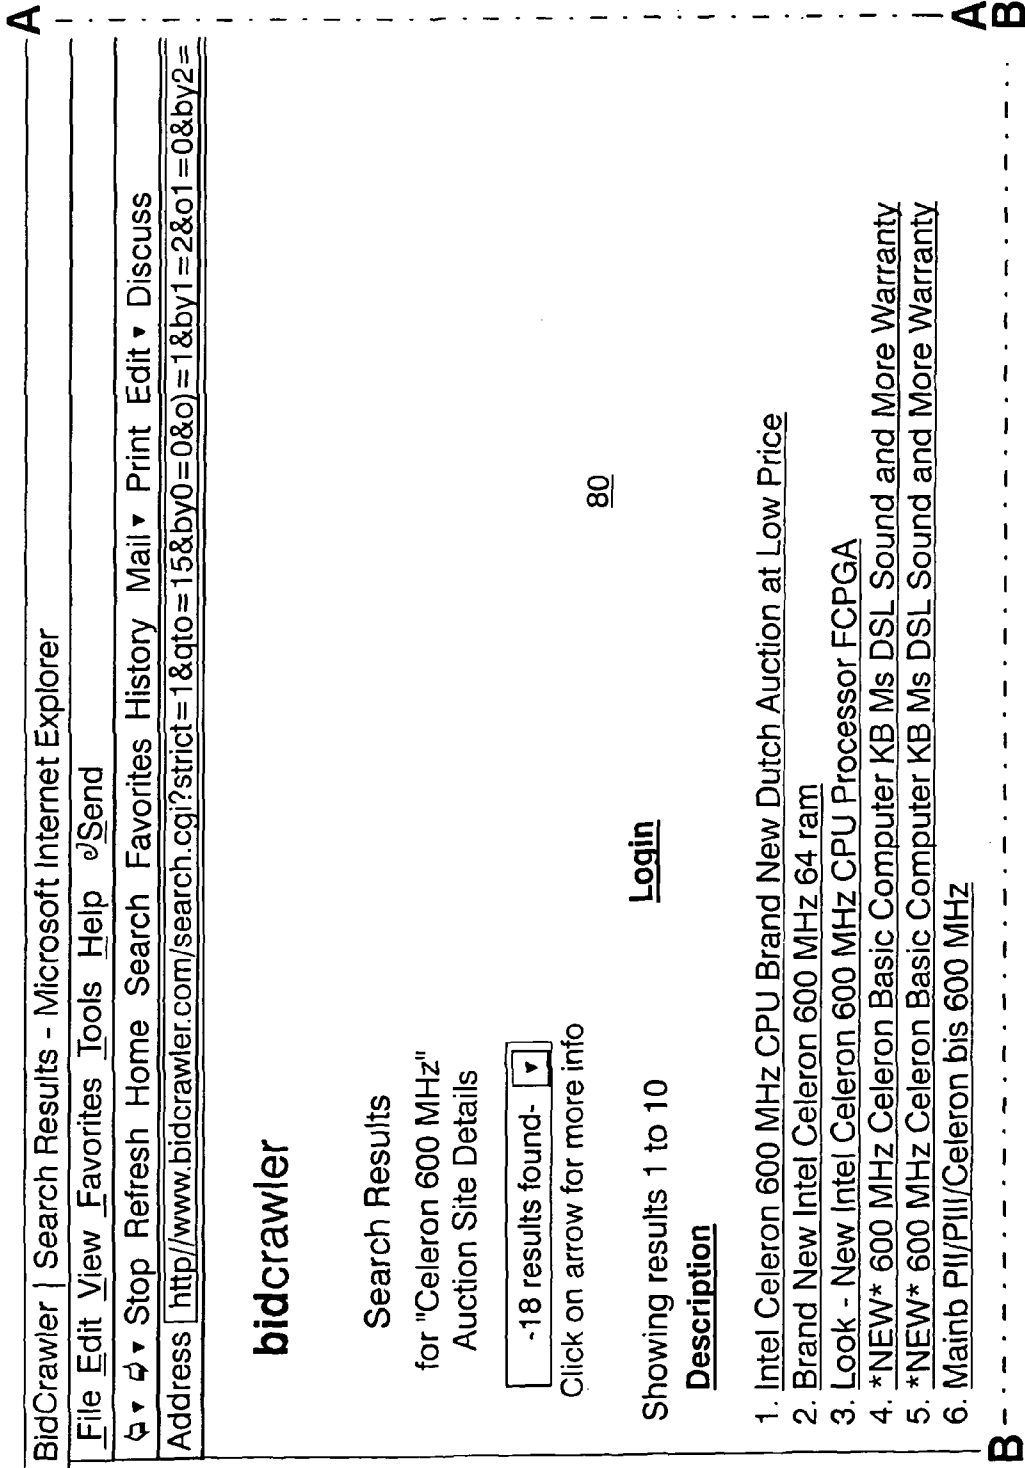 A
BidCrawler | Search Results - Microsoft Internet Explorer
File Edit View Favorites Tools Help Send
Stop Refresh Home Search Favorites History Mail Print Edit Discuss
Address http//www.bidcrawler.com/search.cgi?strict=1&qto=15&by0=0&o)=1&by1=2&o1=0&by2=
bidcrawler
Search Results
for "Celeron 600 MHz"
Auction Site Details
-18 results found-
Click on arrow for more info
80
Showing results 1 to 10
Login
Description
1. Intel Celeron 600 MHz CPU Brand New Dutch Auction at Low Price
2. Brand New Intel Celeron 600 MHz 64 ram
3. Look - New Intel Celeron 600 MHz CPU Processor FCPGA
4. *NEW* 600 MHz Celeron Basic Computer KB Ms DSL Sound and More Warranty
5. *NEW* 600 MHz Celeron Basic Computer KB Ms DSL Sound and More Warranty
6. Mainb PII/PIII/Celeron bis 600 MHz
A
B
B